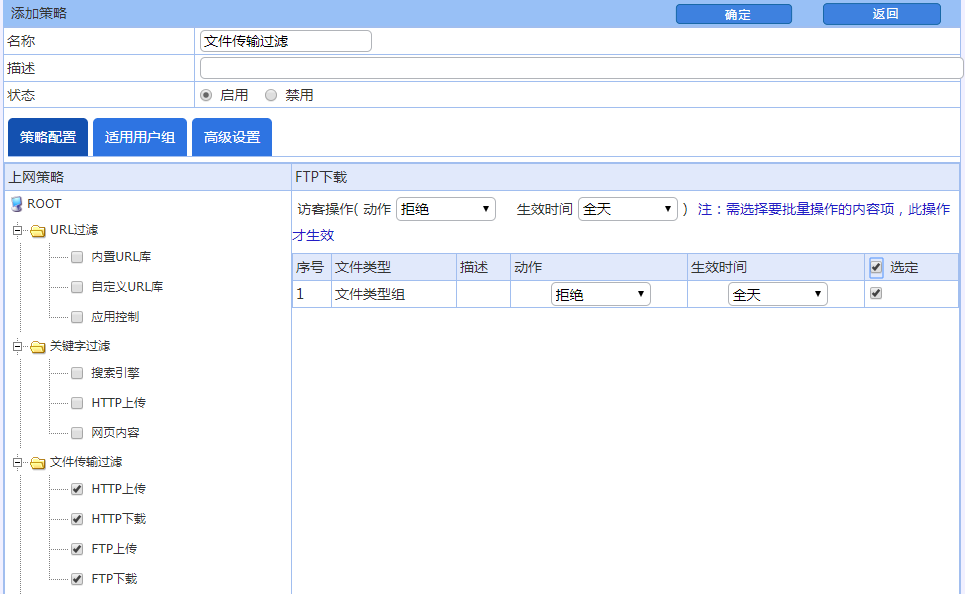 添加策略 确定 返回
名称 文件传输过滤
描述
状态 启用 禁用
策略配置 适用用户组 高级设置
上网策略
ROOT
URL过滤
内置URL库
自定义URL库
应用控制
关键字过滤
搜索引擎
HTTP上传
网页内容
文件传输过滤
HTTP上传
HTTP下载
FTP上传
FTP下载
FTP下载
访客操作( 动作 拒绝 生效时间 全天 ) 注：需选择要批量操作的内容项，此操作
才生效
序号 文件类型 描述 动作 生效时间 选定
1 文件类型组 拒绝 全天